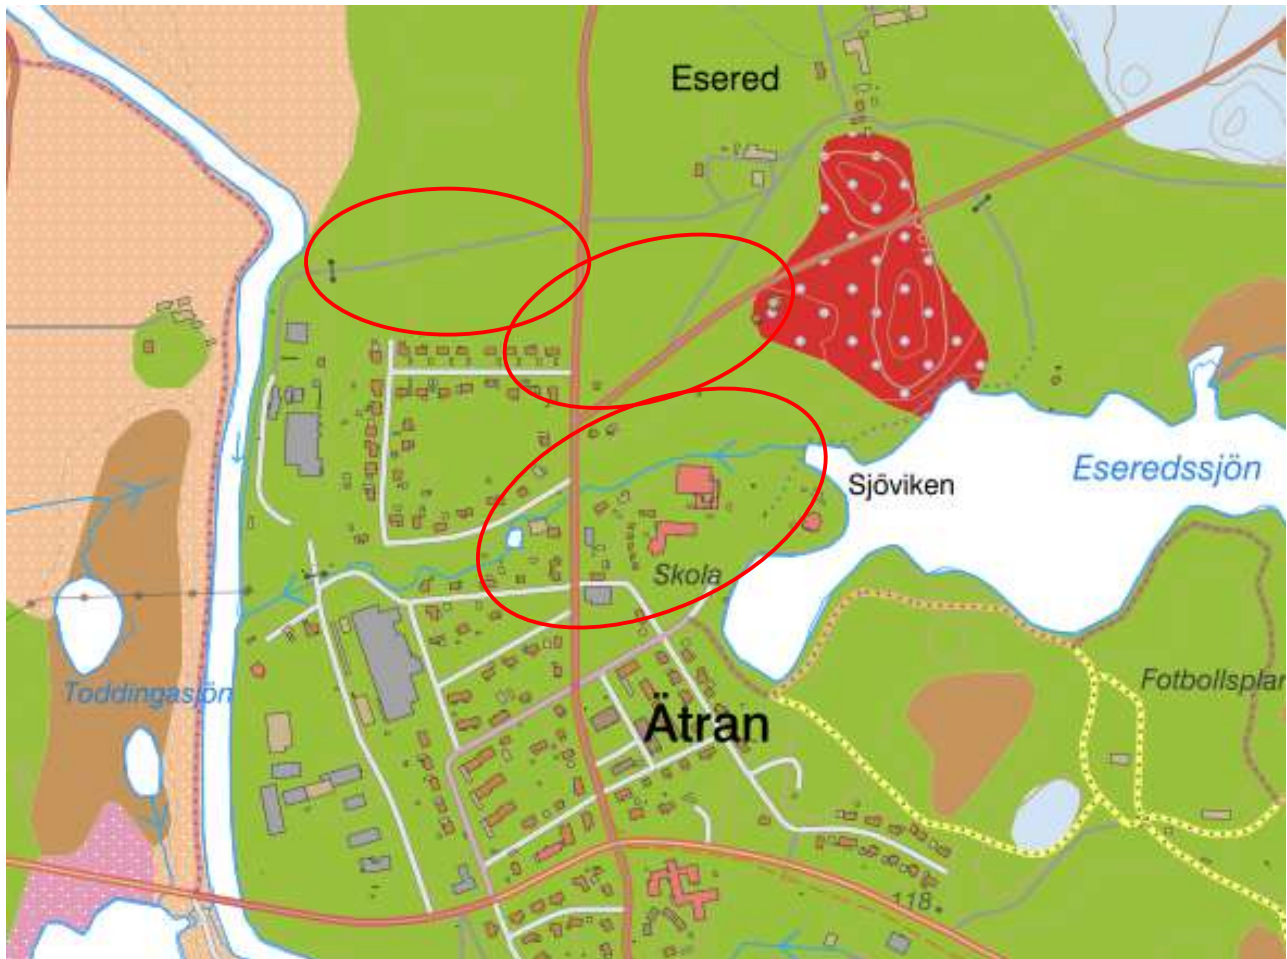 Esered
Sjöviken
Eseredssjön
Skola
Toddingasjön
Fotbollsplan
Ätran
118